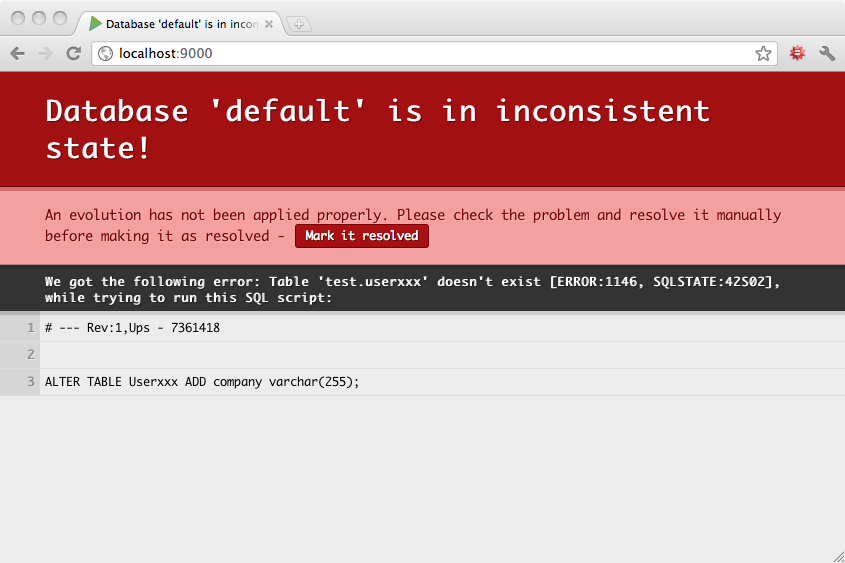 Database 'default' is in incon
localhost:9000
Database 'default' is in inconsistent
state!
An evolution has not been applied properly. Please check the problem and resolve it manually
before making it as resolved - Mark it resolved
We got the following error: Table 'test.userxxx' doesn't exist [ERROR:1146, SQLSTATE:42S02],
while trying to run this SQL script:
1 # --- Rev:1,Ups - 7361418
2
3 ALTER TABLE Userxxx ADD company varchar(255);